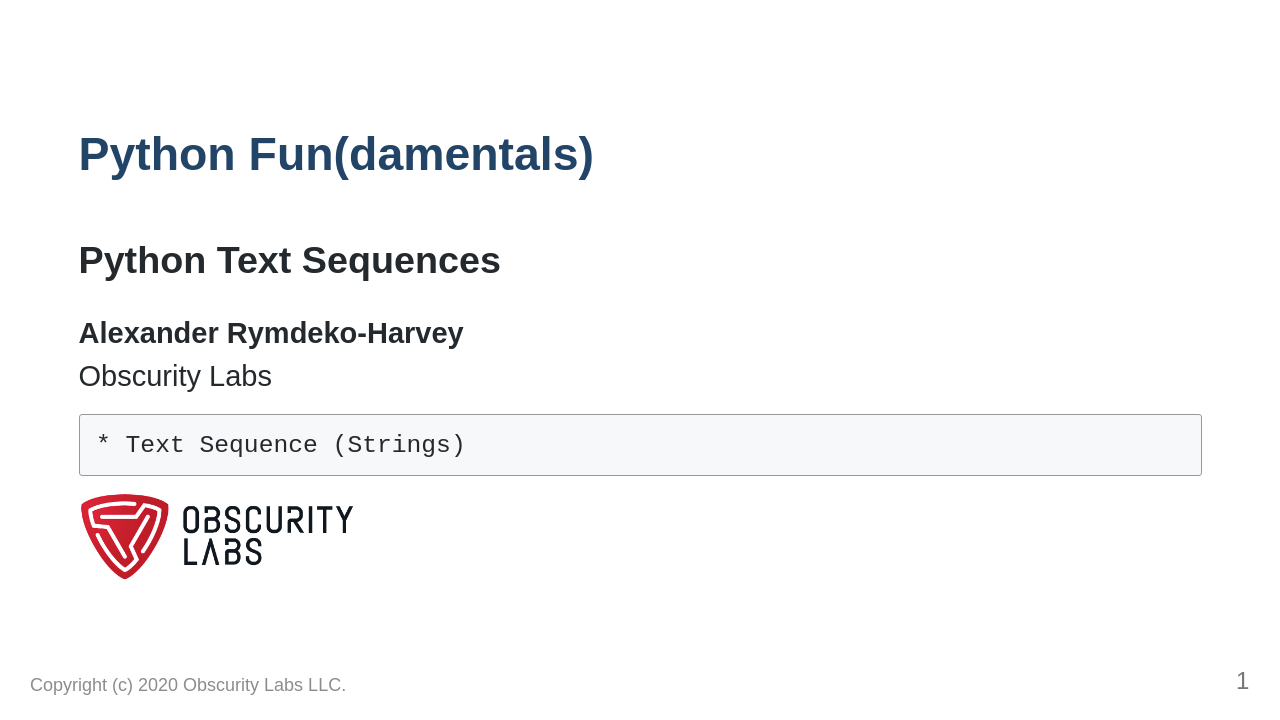 Python Fun(damentals)
Python Text Sequences
Alexander Rymdeko-Harvey
Obscurity Labs
* Text Sequence (Strings)
OBSCURITY
LABS
Copyright (c) 2020 Obscurity Labs LLC.
1